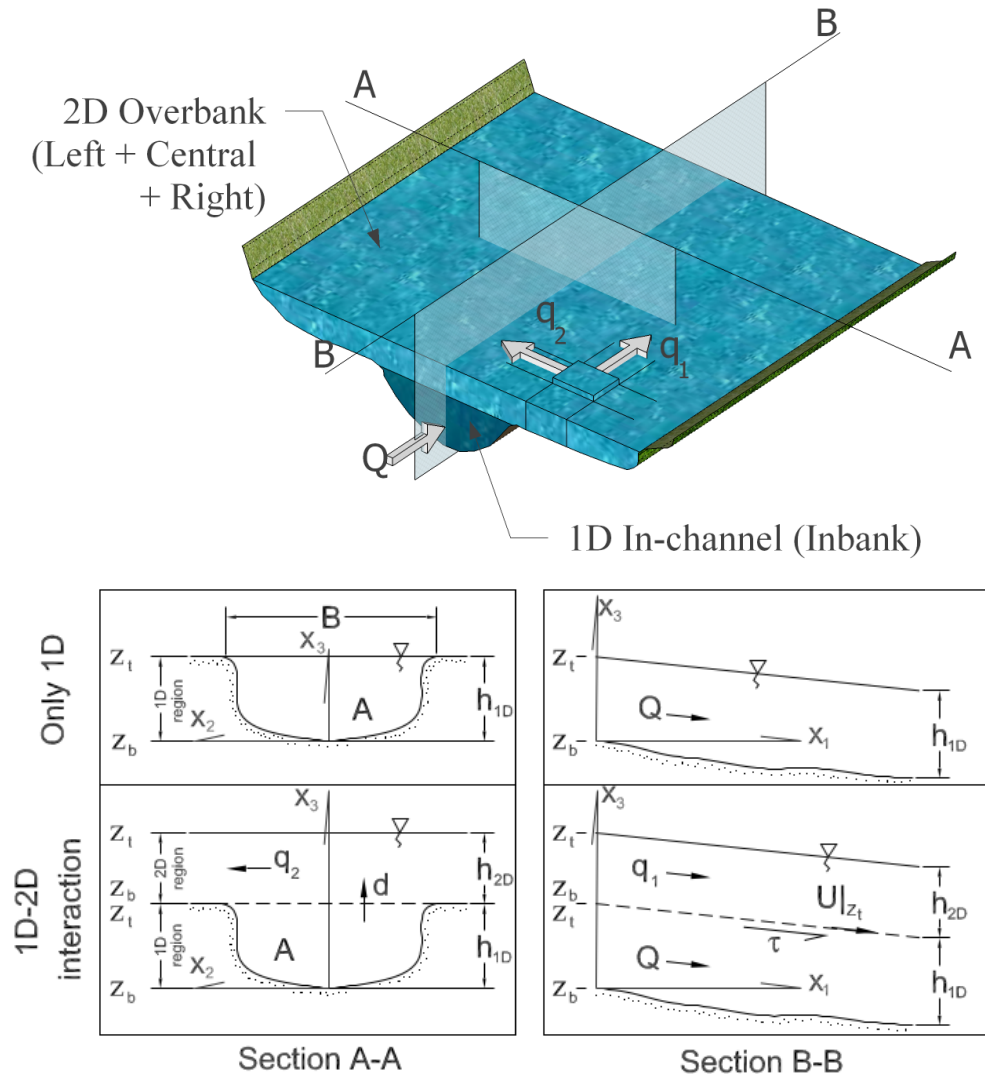 B
A
2D Overbank
(Left + Central
+ Right)
q2
q1
B
A
Q
1D In-channel (Inbank)
Only 1D
B
x3
zt
1D
region
A
h1D
x2
zb
x3
zt
Q
h1D
zb
x1
1D-2D
interaction
x3
zt
2D
region
q2
h2D
zb
d
zt
1D
region
A
h1D
x2
zb
x3
zt
q1
zb
U|zt
h2D
zt
τ
Q
h1D
zb
x1
Section A-A
Section B-B